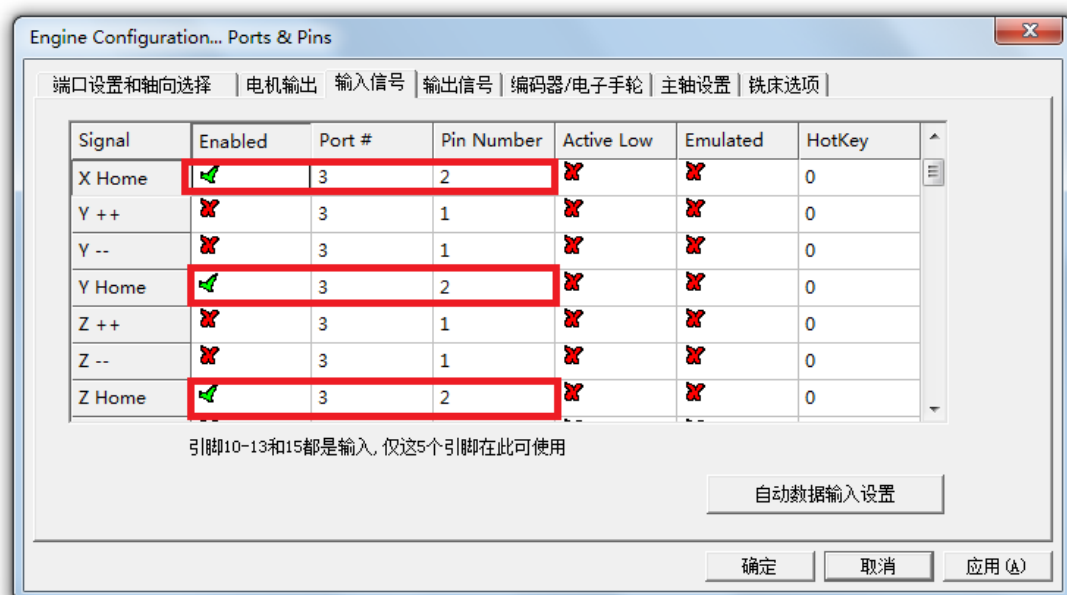 Engine Configuration... Ports & Pins
端口设置和轴向选择 电机输出 输入信号 输出信号 编码器/电子手轮 主轴设置 铣床选项
Signal Enabled Port # Pin Number Active Low Emulated HotKey
X Home 3 2 0
Y ++ 3 1 0
Y -- 3 1 0
Y Home 3 2 0
Z ++ 3 1 0
Z -- 3 1 0
Z Home 3 2 0
引脚10-13和15都是输入, 仅这5个引脚在此可使用
自动数据输入设置
确定 取消 应用(A)